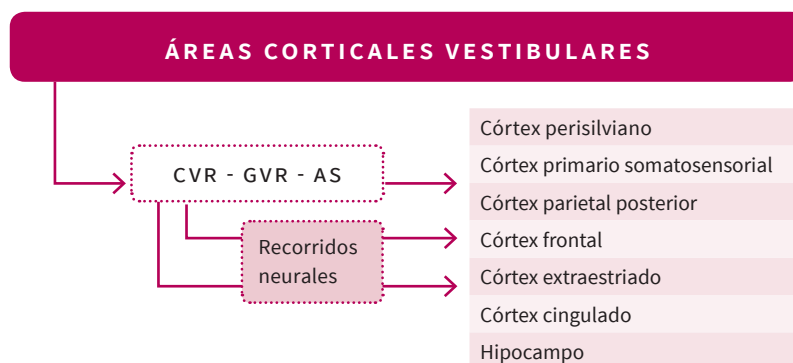 ÁREAS CORTICALES VESTIBULARES
CVR - GVR - AS
Recorridos
neurales
Córtex perisilviano
Córtex primario somatosensorial
Córtex parietal posterior
Córtex frontal
Córtex extraestriado
Córtex cingulado
Hipocampo